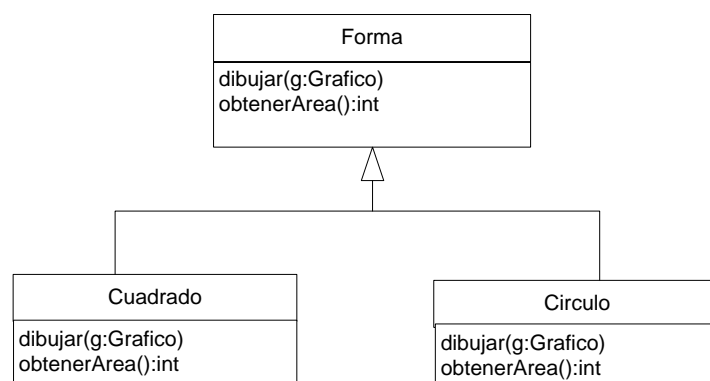 Forma
dibujar(g:Grafico)
obtenerArea():int
Cuadrado
dibujar(g:Grafico)
obtenerArea():int
Circulo
dibujar(g:Grafico)
obtenerArea():int